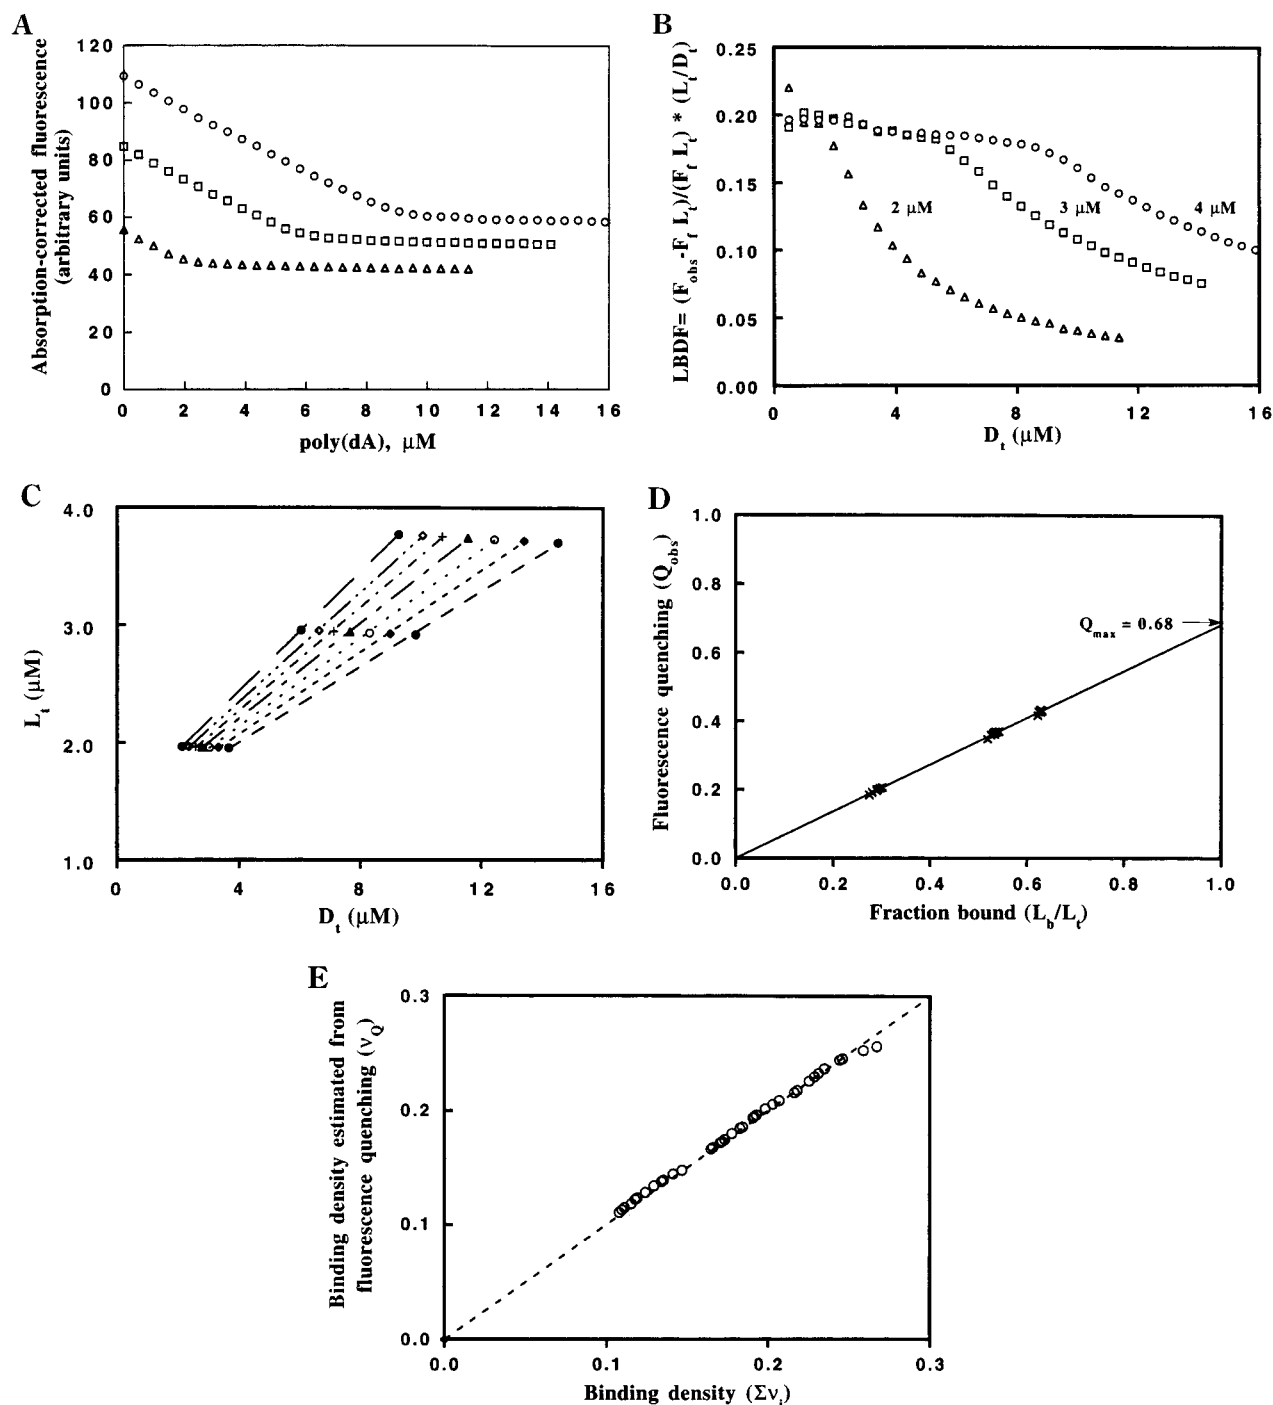 A
Absorption-corrected fluorescence
(arbitrary units)
120
100
80
60
40
20
0
0 2 4 6 8 10 12 14 16
poly(dA), μM
B
LBDF= (F_obs-F_f L_t)/(F_f L_t) * (L_t/D_t)
0.25
0.20
0.15
0.10
0.05
0.00
2 μM
3 μM
4 μM
0 4 8 12 16
D_t (μM)
C
L_t (μM)
4.0
3.0
2.0
1.0
0 4 8 12 16
D_t (μM)
D
Fluorescence quenching (Q_obs)
1.0
0.8
0.6
0.4
0.2
0.0
Q_max = 0.68
0.0 0.2 0.4 0.6 0.8 1.0
Fraction bound (L_b/L_t)
E
Binding density estimated from
fluorescence quenching (ν_Q)
0.3
0.2
0.1
0.0
0.0 0.1 0.2 0.3
Binding density (Σν_i)